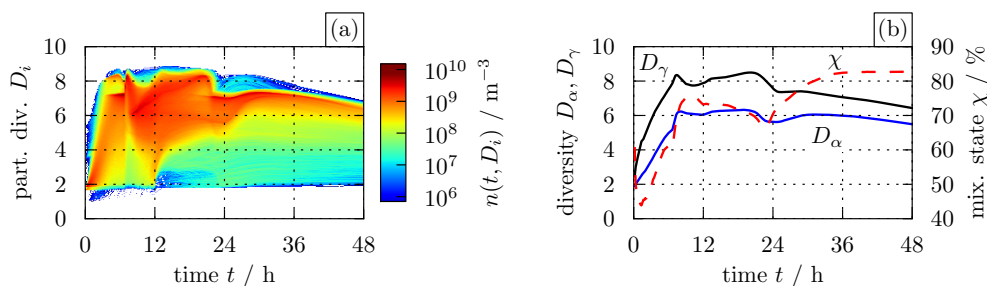 (a)
10
8
6
4
2
0
part. div. D_i
0 12 24 36 48
time t / h
10^10
10^9
10^8
10^7
10^6
n(t, D_i) / m^−3
(b)
10
8
6
4
2
0
diversity D_α, D_γ
D_γ
χ
D_α
90
80
70
60
50
40
mix. state χ / %
0 12 24 36 48
time t / h